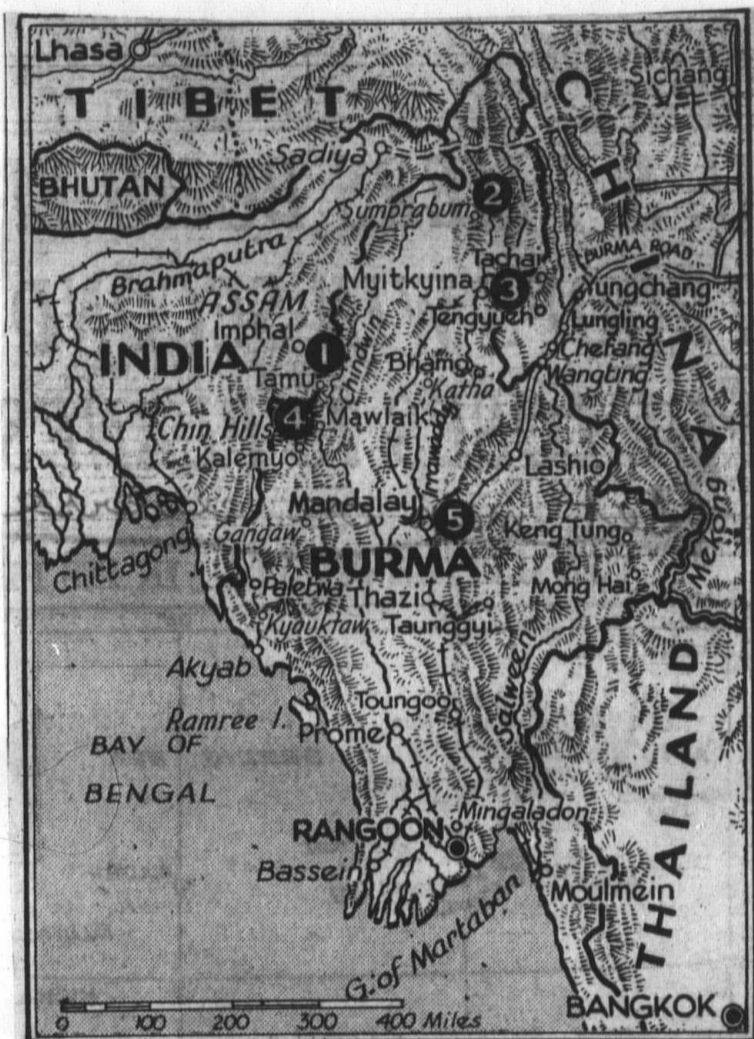 Lhasa
Sichang
TIBET
CHINA
Sadiya
BHUTAN
2
Sumprabum
Brahmaputra
Tachai
BURMA ROAD
Myitkyina
3
Yungchang
ASSAM
Tengyueh
Lungling
Imphal
1
Chefang
INDIA
Chindwin
Bhamo
Wangting
Tamu
Katha
4
Chin Hills
Mawlaik
Irrawaddy
Kalemyo
Lashio
Mandalay
5
Gangaw
Keng Tung
Mekong
Chittagong
BURMA
Paletwa
Thazi
Mong Hai
Kyauktaw
Taunggyi
Akyab
Salween
THAILAND
Ramree I.
Toungoo
Prome
BAY OF
BENGAL
Mingaladon
RANGOON
Bassein
Moulmein
G. of Martaban
BANGKOK
0 100 200 300 400 Miles